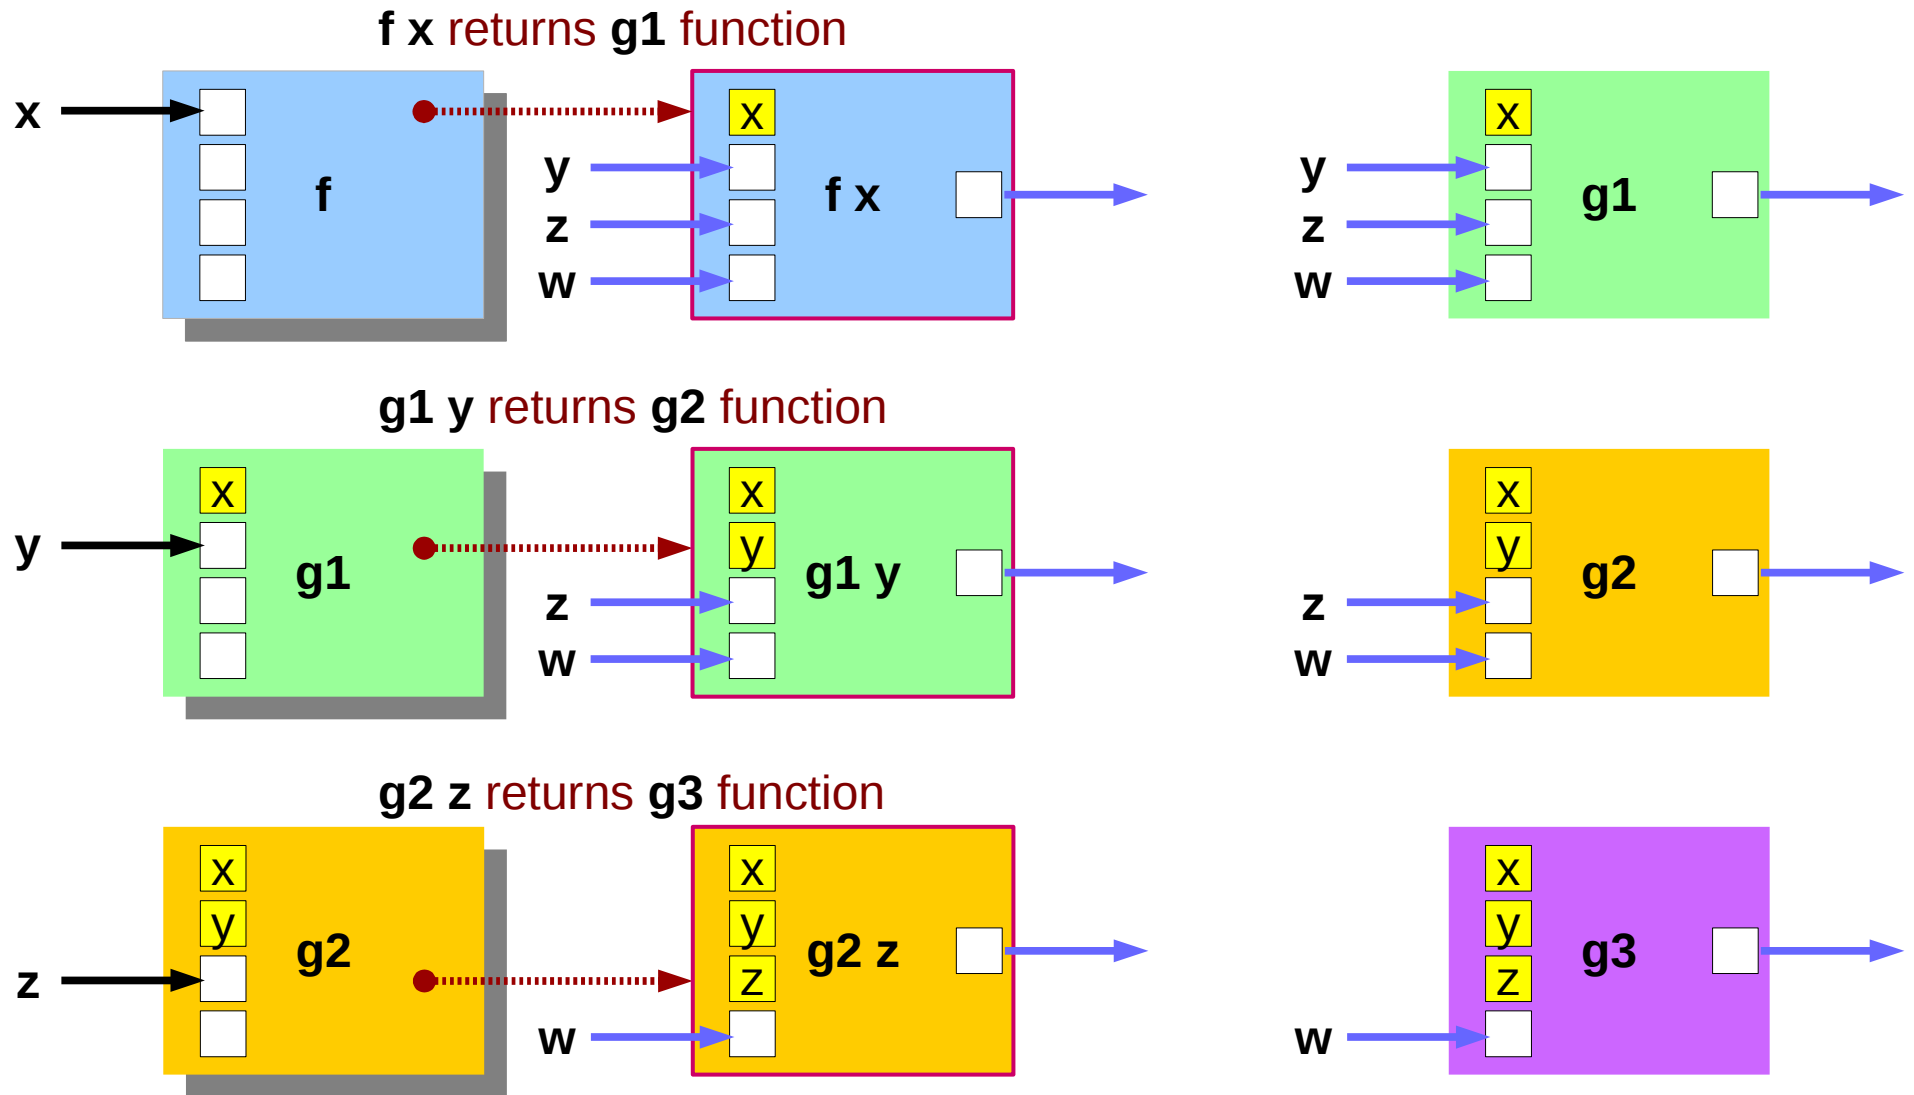 f x returns g1 function
x
x
x
y
f
f x
y
g1
z
z
w
w
g1 y returns g2 function
x
x
x
y
y
y
g1
g1 y
g2
z
z
w
w
g2 z returns g3 function
x
x
x
y
y
y
g2
g2 z
g3
z
z
z
w
w